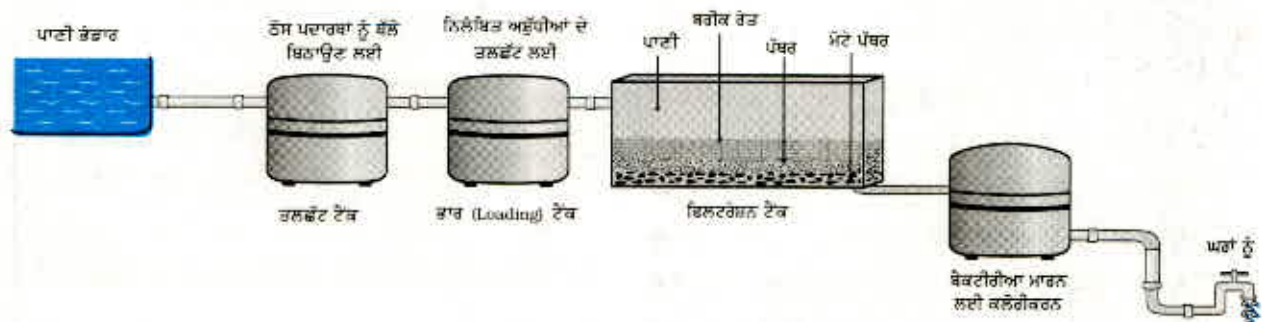 ਪਾਣੀ ਭੰਡਾਰ
ਠੋਸ ਪਦਾਰਥਾਂ ਨੂੰ ਥੱਲੇ
ਬਿਠਾਉਣ ਲਈ
ਨਿਲੰਬਿਤ ਅਸ਼ੁੱਧੀਆਂ ਦੇ
ਤਲਛੱਟ ਲਈ
ਪਾਣੀ
ਬਰੀਕ ਰੇਤ
ਪੱਥਰ
ਮੋਟੇ ਪੱਥਰ
ਤਲਛੱਟ ਟੈਂਕ
ਭਾਰ (Loading) ਟੈਂਕ
ਫਿਲਟਰੇਸ਼ਨ ਟੈਂਕ
ਬੈਕਟੀਰੀਆ ਮਾਰਨ
ਲਈ ਕਲੋਰੀਕਰਨ
ਘਰਾਂ ਨੂੰ